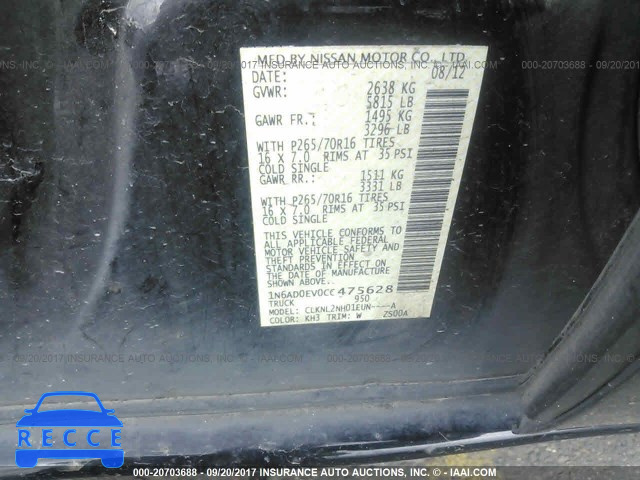 MFD BY NISSAN MOTOR CO., LTD.
DATE: 08/12
GVWR: 2638 KG
5815 LB
GAWR FR.: 1495 KG
3296 LB
WITH P265/70R16 TIRES
16 X 7.0 RIMS AT 35 PSI
COLD SINGLE
GAWR RR.: 1511 KG
3331 LB
WITH P265/70R16 TIRES
16 X 7.0 RIMS AT 35 PSI
COLD SINGLE
THIS VEHICLE CONFORMS TO
ALL APPLICABLE FEDERAL
MOTOR VEHICLE SAFETY AND
THEFT PREVENTION
STANDARDS IN EFFECT ON
THE DATE OF MANUFACTURE
SHOWN ABOVE.
1N6AD0EV0CC475628
TRUCK 950
MODEL: CLKNL2NH01EUN----A
COLOR: KH3 TRIM: W ZS00A
RECCE
000-20703688 - 09/20/2017 INSURANCE AUTO AUCTIONS, INC. - © - IAAI.COM